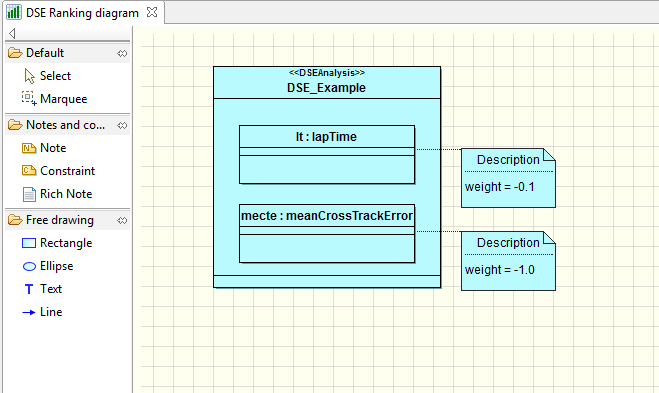 DSE Ranking diagram
Default
Select
Marquee
Notes and co...
Note
Constraint
Rich Note
Free drawing
Rectangle
Ellipse
Text
Line
<<DSEAnalysis>>
DSE_Example
lt : lapTime
mecte : meanCrossTrackError
Description
weight = -0.1
Description
weight = -1.0